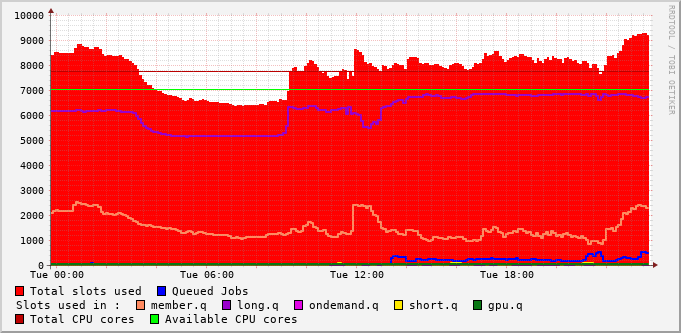 10000
9000
8000
7000
6000
5000
4000
3000
2000
1000
0
Tue 00:00 Tue 06:00 Tue 12:00 Tue 18:00
Total slots used Queued Jobs
Slots used in : member.q long.q ondemand.q short.q gpu.q
Total CPU cores Available CPU cores
RRDTOOL / TOBI OETIKER